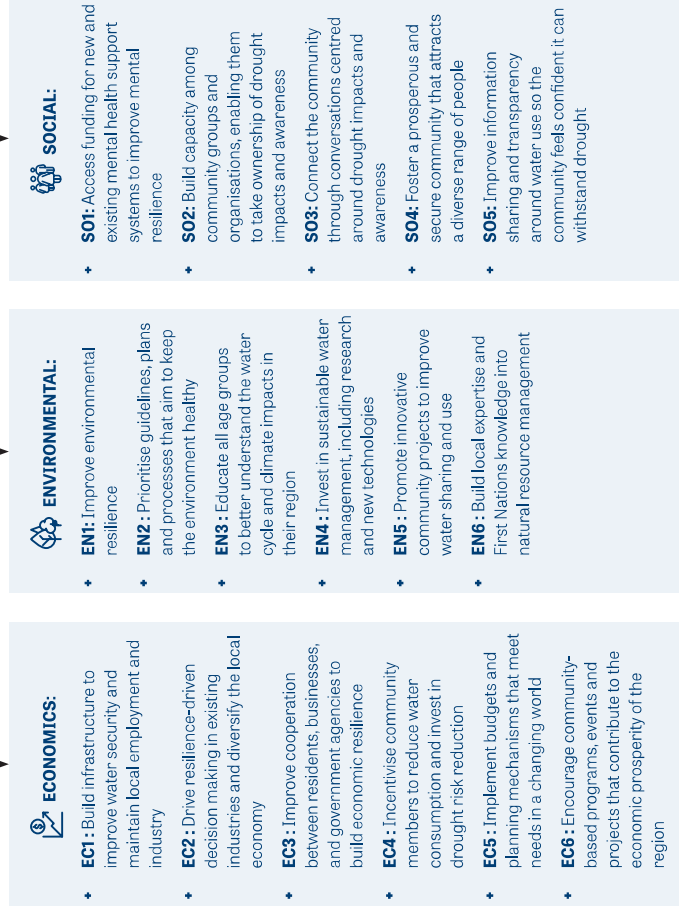 ECONOMICS:
+ EC1 : Build infrastructure to
improve water security and
maintain local employment and
industry
+ EC2 : Drive resilience-driven
decision making in existing
industries and diversify the local
economy
+ EC3 : Improve cooperation
between residents, businesses,
and government agencies to
build economic resilience
+ EC4 : Incentivise community
members to reduce water
consumption and invest in
drought risk reduction
+ EC5 : Implement budgets and
planning mechanisms that meet
needs in a changing world
+ EC6 : Encourage community-
based programs, events and
projects that contribute to the
economic prosperity of the
region
ENVIRONMENTAL:
+ EN1: Improve environmental
resilience
+ EN2 : Prioritise guidelines, plans
and processes that aim to keep
the environment healthy
+ EN3 : Educate all age groups
to better understand the water
cycle and climate impacts in
their region
+ EN4 : Invest in sustainable water
management, including research
and new technologies
+ EN5 : Promote innovative
community projects to improve
water sharing and use
+ EN6 : Build local expertise and
First Nations knowledge into
natural resource management
SOCIAL:
+ SO1: Access funding for new and
existing mental health support
systems to improve mental
resilience
+ SO2: Build capacity among
community groups and
organisations, enabling them
to take ownership of drought
impacts and awareness
+ SO3: Connect the community
through conversations centred
around drought impacts and
awareness
+ SO4: Foster a prosperous and
secure community that attracts
a diverse range of people
+ SO5: Improve information
sharing and transparency
around water use so the
community feels confident it can
withstand drought